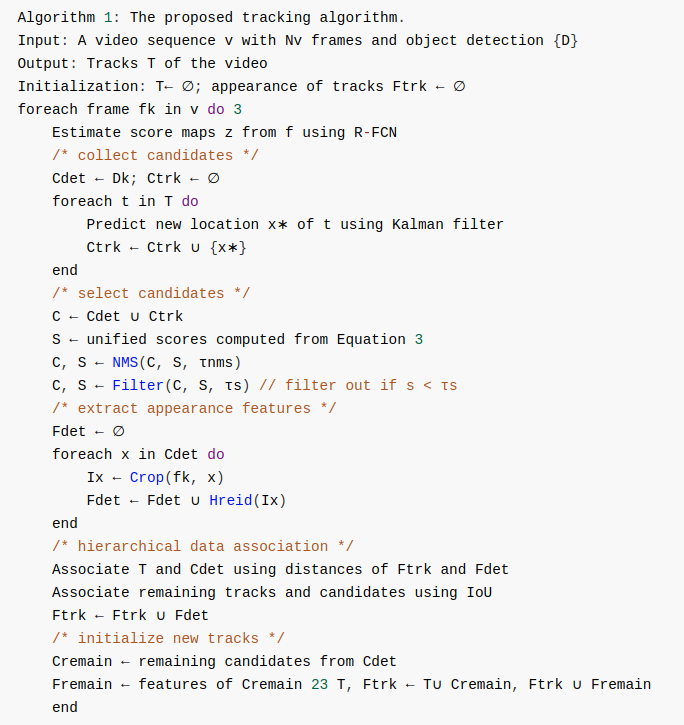 Algorithm 1: The proposed tracking algorithm.
Input: A video sequence v with Nv frames and object detection {D}
Output: Tracks T of the video
Initialization: T← ∅; appearance of tracks Ftrk ← ∅
foreach frame fk in v do 3
    Estimate score maps z from f using R-FCN
    /* collect candidates */
    Cdet ← Dk; Ctrk ← ∅
    foreach t in T do
        Predict new location x∗ of t using Kalman filter
        Ctrk ← Ctrk ∪ {x∗}
    end
    /* select candidates */
    C ← Cdet ∪ Ctrk
    S ← unified scores computed from Equation 3
    C, S ← NMS(C, S, τnms)
    C, S ← Filter(C, S, τs) // filter out if s < τs
    /* extract appearance features */
    Fdet ← ∅
    foreach x in Cdet do
        Ix ← Crop(fk, x)
        Fdet ← Fdet ∪ Hreid(Ix)
    end
    /* hierarchical data association */
    Associate T and Cdet using distances of Ftrk and Fdet
    Associate remaining tracks and candidates using IoU
    Ftrk ← Ftrk ∪ Fdet
    /* initialize new tracks */
    Cremain ← remaining candidates from Cdet
    Fremain ← features of Cremain 23 T, Ftrk ← T∪ Cremain, Ftrk ∪ Fremain
    end